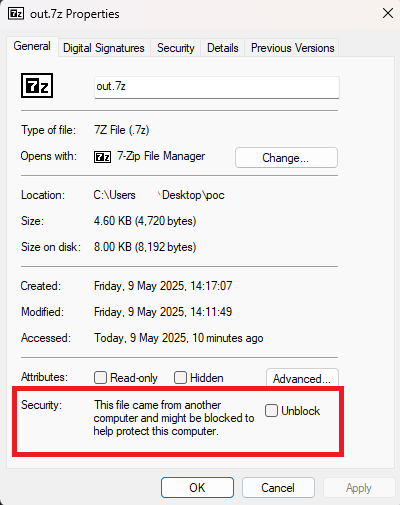 out.7z Properties
General Digital Signatures Security Details Previous Versions
7z out.7z
Type of file: 7Z File (.7z)
Opens with: 7z 7-Zip File Manager Change...
Location: C:\Users \Desktop\poc
Size: 4.60 KB (4,720 bytes)
Size on disk: 8.00 KB (8,192 bytes)
Created: Friday, 9 May 2025, 14:17:07
Modified: Friday, 9 May 2025, 14:11:49
Accessed: Today, 9 May 2025, 10 minutes ago
Attributes: Read-only Hidden Advanced...
Security: This file came from another
computer and might be blocked to Unblock
help protect this computer.
OK Cancel Apply